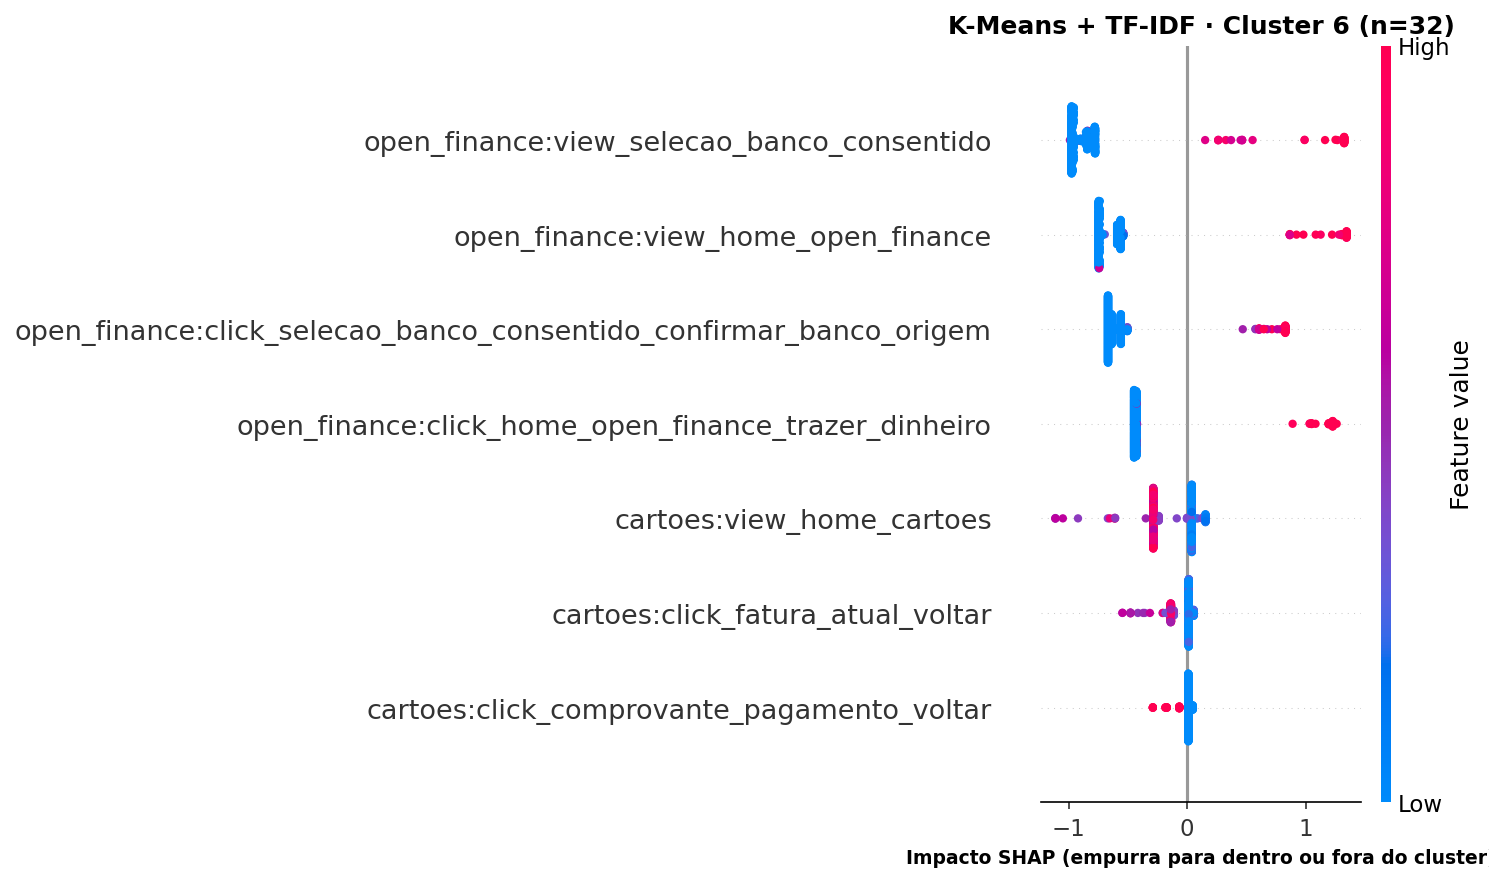 K-Means + TF-IDF · Cluster 6 (n=32)
High
open_finance:view_selecao_banco_consentido
open_finance:view_home_open_finance
open_finance:click_selecao_banco_consentido_confirmar_banco_origem
open_finance:click_home_open_finance_trazer_dinheiro
cartoes:view_home_cartoes
cartoes:click_fatura_atual_voltar
cartoes:click_comprovante_pagamento_voltar
Feature value
Low
−1 0 1
Impacto SHAP (empurra para dentro ou fora do cluster